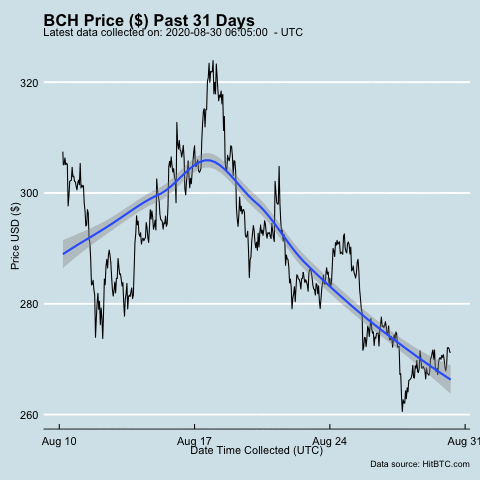 BCH Price ($) Past 31 Days
Latest data collected on: 2020-08-30 06:05:00 - UTC
320
300
280
260
Price USD ($)
Aug 10 Aug 17 Aug 24 Aug 31
Date Time Collected (UTC)
Data source: HitBTC.com